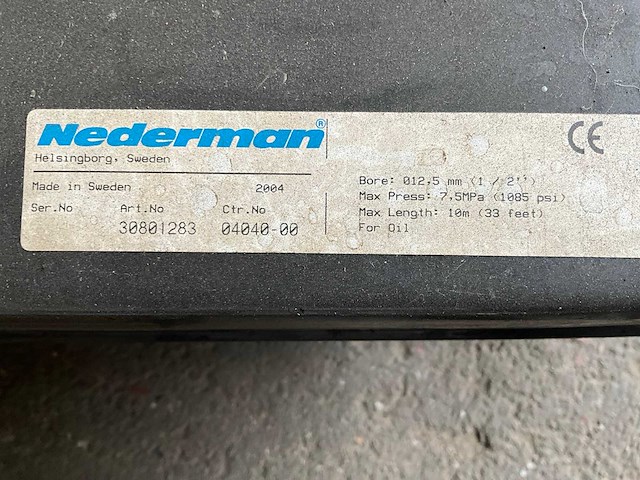 Nederman®
Helsingborg, Sweden
Made in Sweden 2004
Ser.No Art.No Ctr.No
30801283 04040-00
Bore: Ø12,5 mm (1 / 2'')
Max Press: 7,5MPa (1085 psi)
Max Length: 10m (33 feet)
For Oil
CE